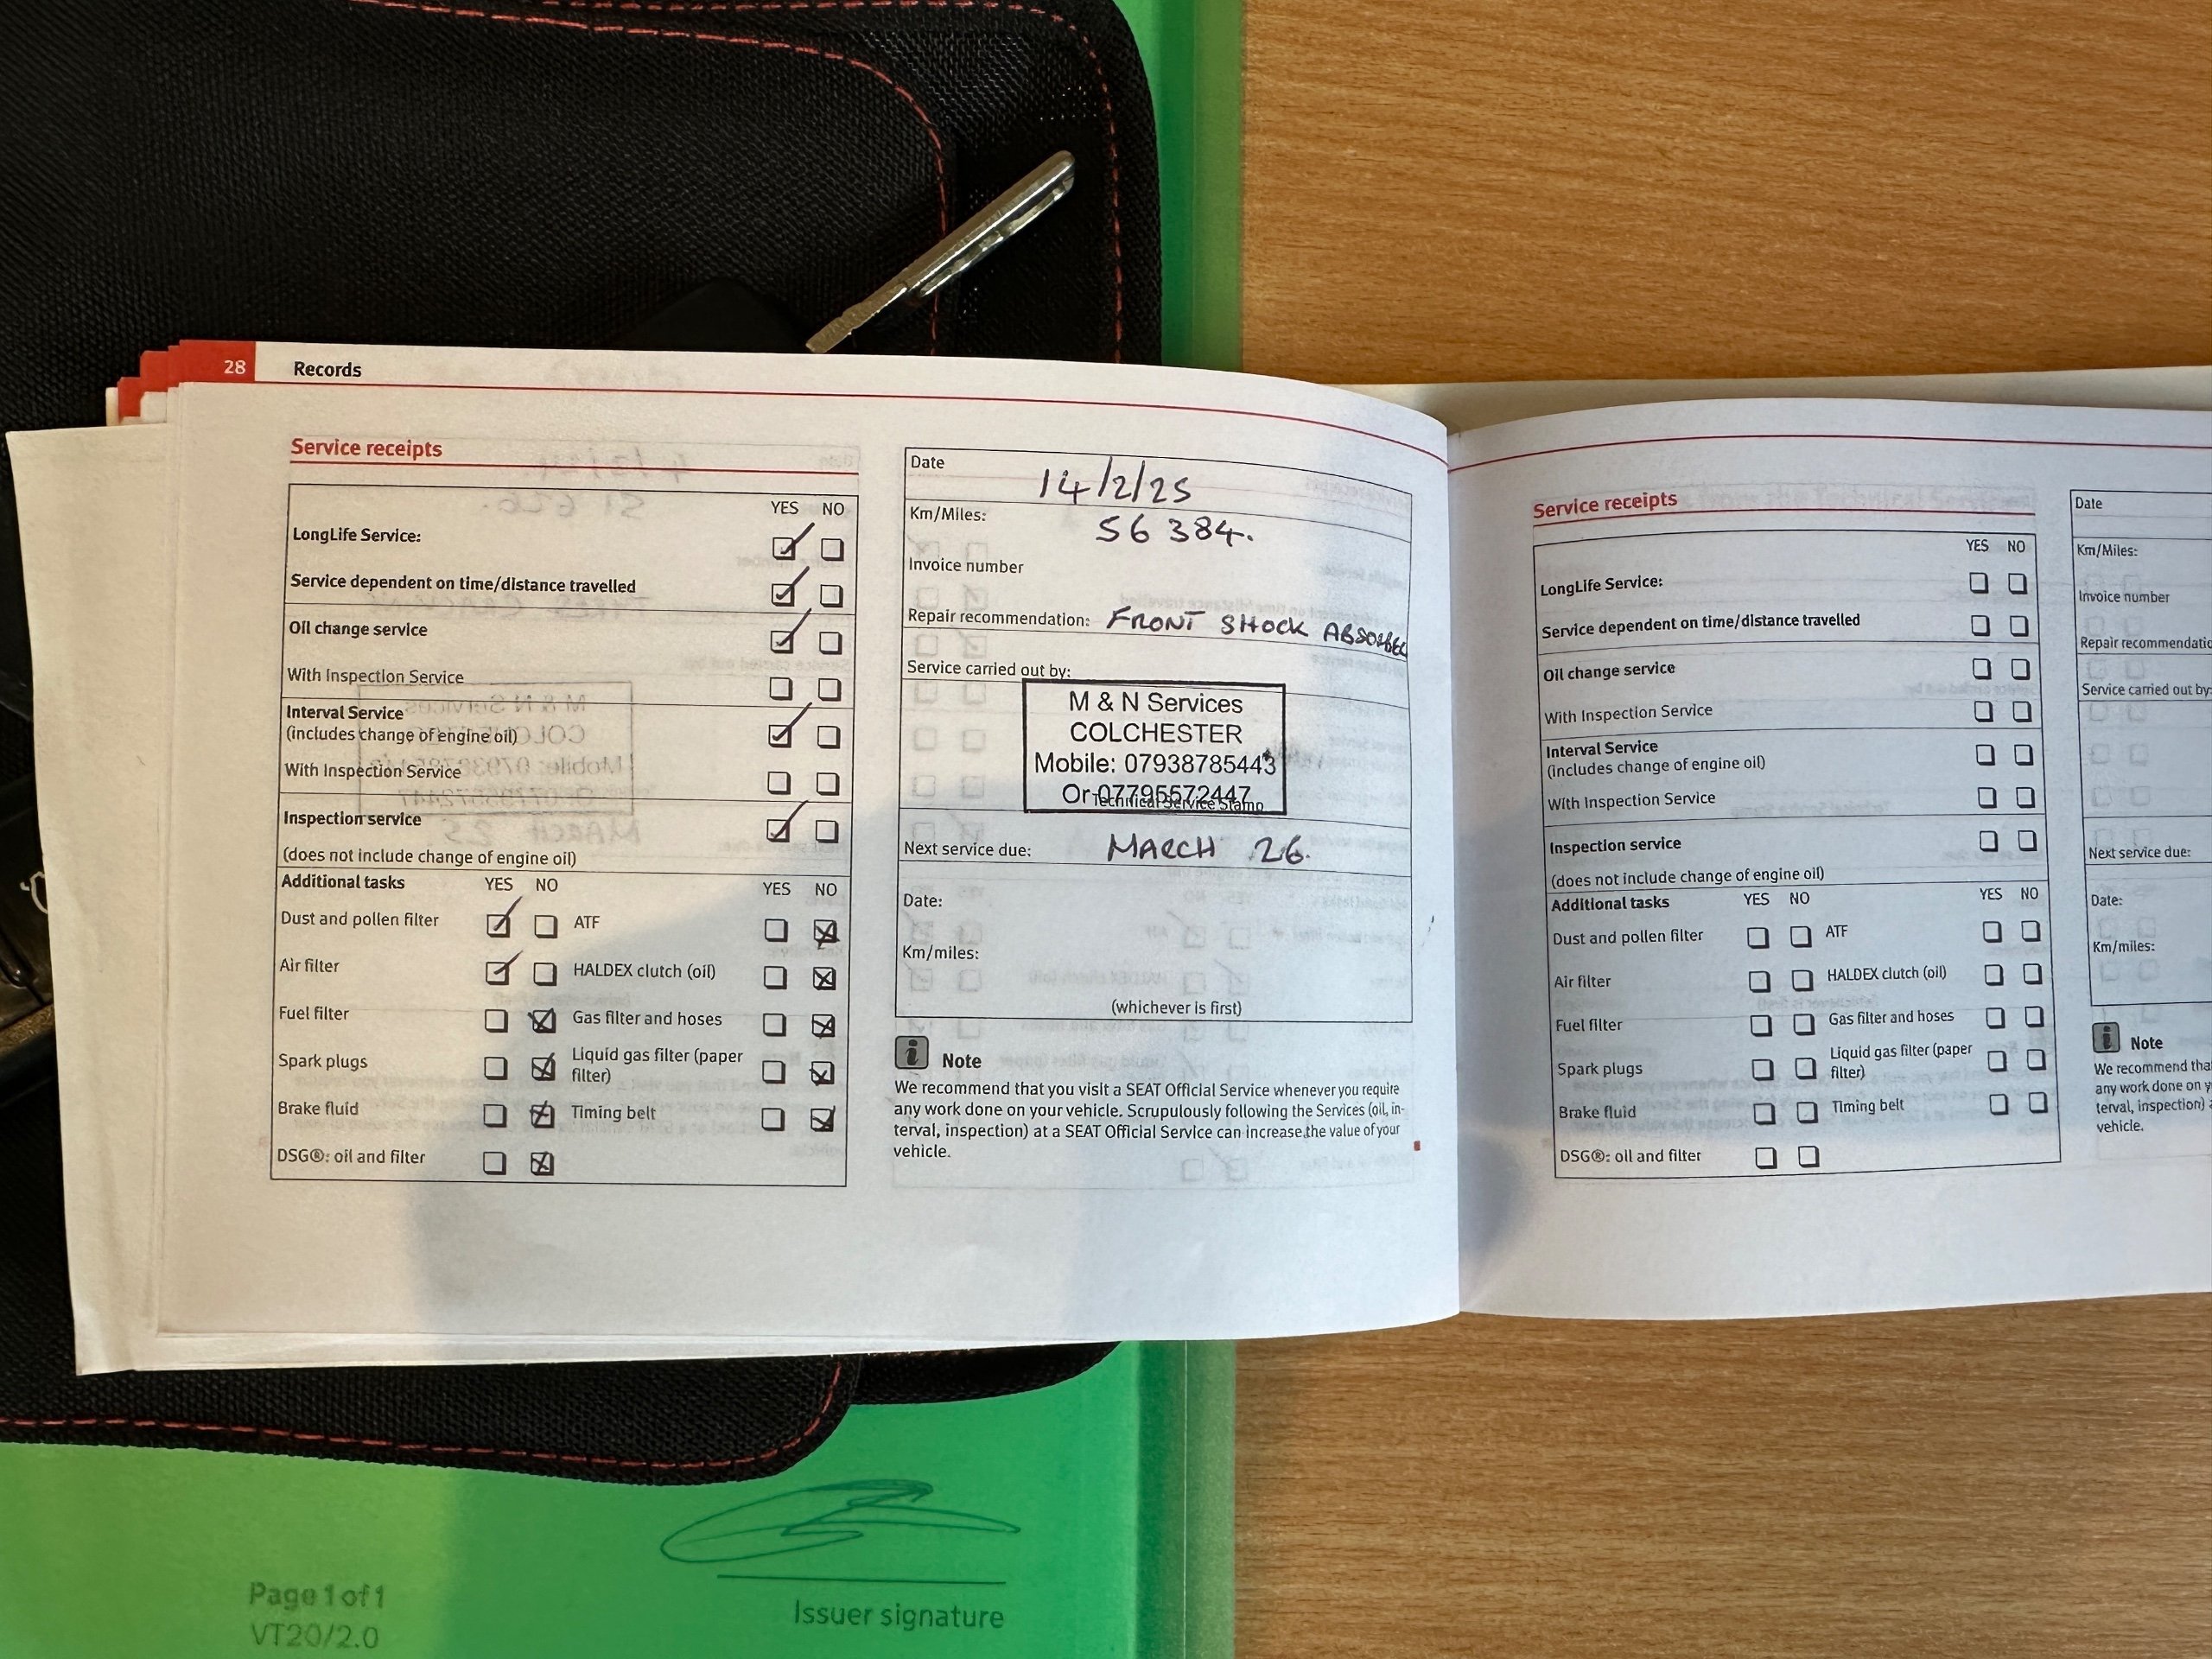 28 Records
Service receipts
YES NO
LongLife Service:
Service dependent on time/distance travelled
Oil change service
With Inspection Service
Interval Service
(includes change of engine oil)
With Inspection Service
Inspection service
(does not include change of engine oil)
Additional tasks YES NO YES NO
Dust and pollen filter ATF
Air filter HALDEX clutch (oil)
Fuel filter Gas filter and hoses
Spark plugs Liquid gas filter (paper
filter)
Brake fluid Timing belt
DSG®: oil and filter
Date 14/2/25
Km/Miles: 56 384.
Invoice number
Repair recommendation: FRONT SHOCK ABSORBER
Service carried out by:
M & N Services
COLCHESTER
Mobile: 07938785443
Or 07795572447
Technical Service Stamp
Next service due: MARCH 26.
Date:
Km/miles:
(whichever is first)
Note
We recommend that you visit a SEAT Official Service whenever you require
any work done on your vehicle. Scrupulously following the Services (oil, in-
terval, inspection) at a SEAT Official Service can increase the value of your
vehicle.
Service receipts
YES NO
LongLife Service:
Service dependent on time/distance travelled
Oil change service
With Inspection Service
Interval Service
(includes change of engine oil)
With Inspection Service
Inspection service
(does not include change of engine oil)
Additional tasks YES NO YES NO
Dust and pollen filter ATF
Air filter HALDEX clutch (oil)
Fuel filter Gas filter and hoses
Spark plugs Liquid gas filter (paper
filter)
Brake fluid Timing belt
DSG®: oil and filter
Date
Km/Miles:
Invoice number
Repair
Service carried out by:
Next service due:
Date:
Km/miles:
Note
We recommend
any work done on
terval, inspection)
vehicle.
Page 1 of 1
VT20/2.0
Issuer signature